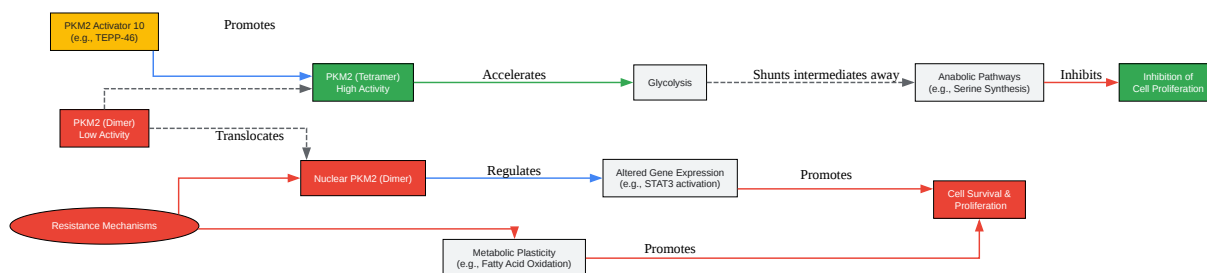 PKM2 Activator 10
(e.g., TEPP-46)
Promotes
PKM2 (Tetramer)
High Activity
Accelerates
Glycolysis
Shunts intermediates away
Anabolic Pathways
(e.g., Serine Synthesis)
Inhibits
Inhibition of
Cell Proliferation
PKM2 (Dimer)
Low Activity
Translocates
Nuclear PKM2 (Dimer)
Regulates
Altered Gene Expression
(e.g., STAT3 activation)
Promotes
Cell Survival &
Proliferation
Resistance Mechanisms
Metabolic Plasticity
(e.g., Fatty Acid Oxidation)
Promotes